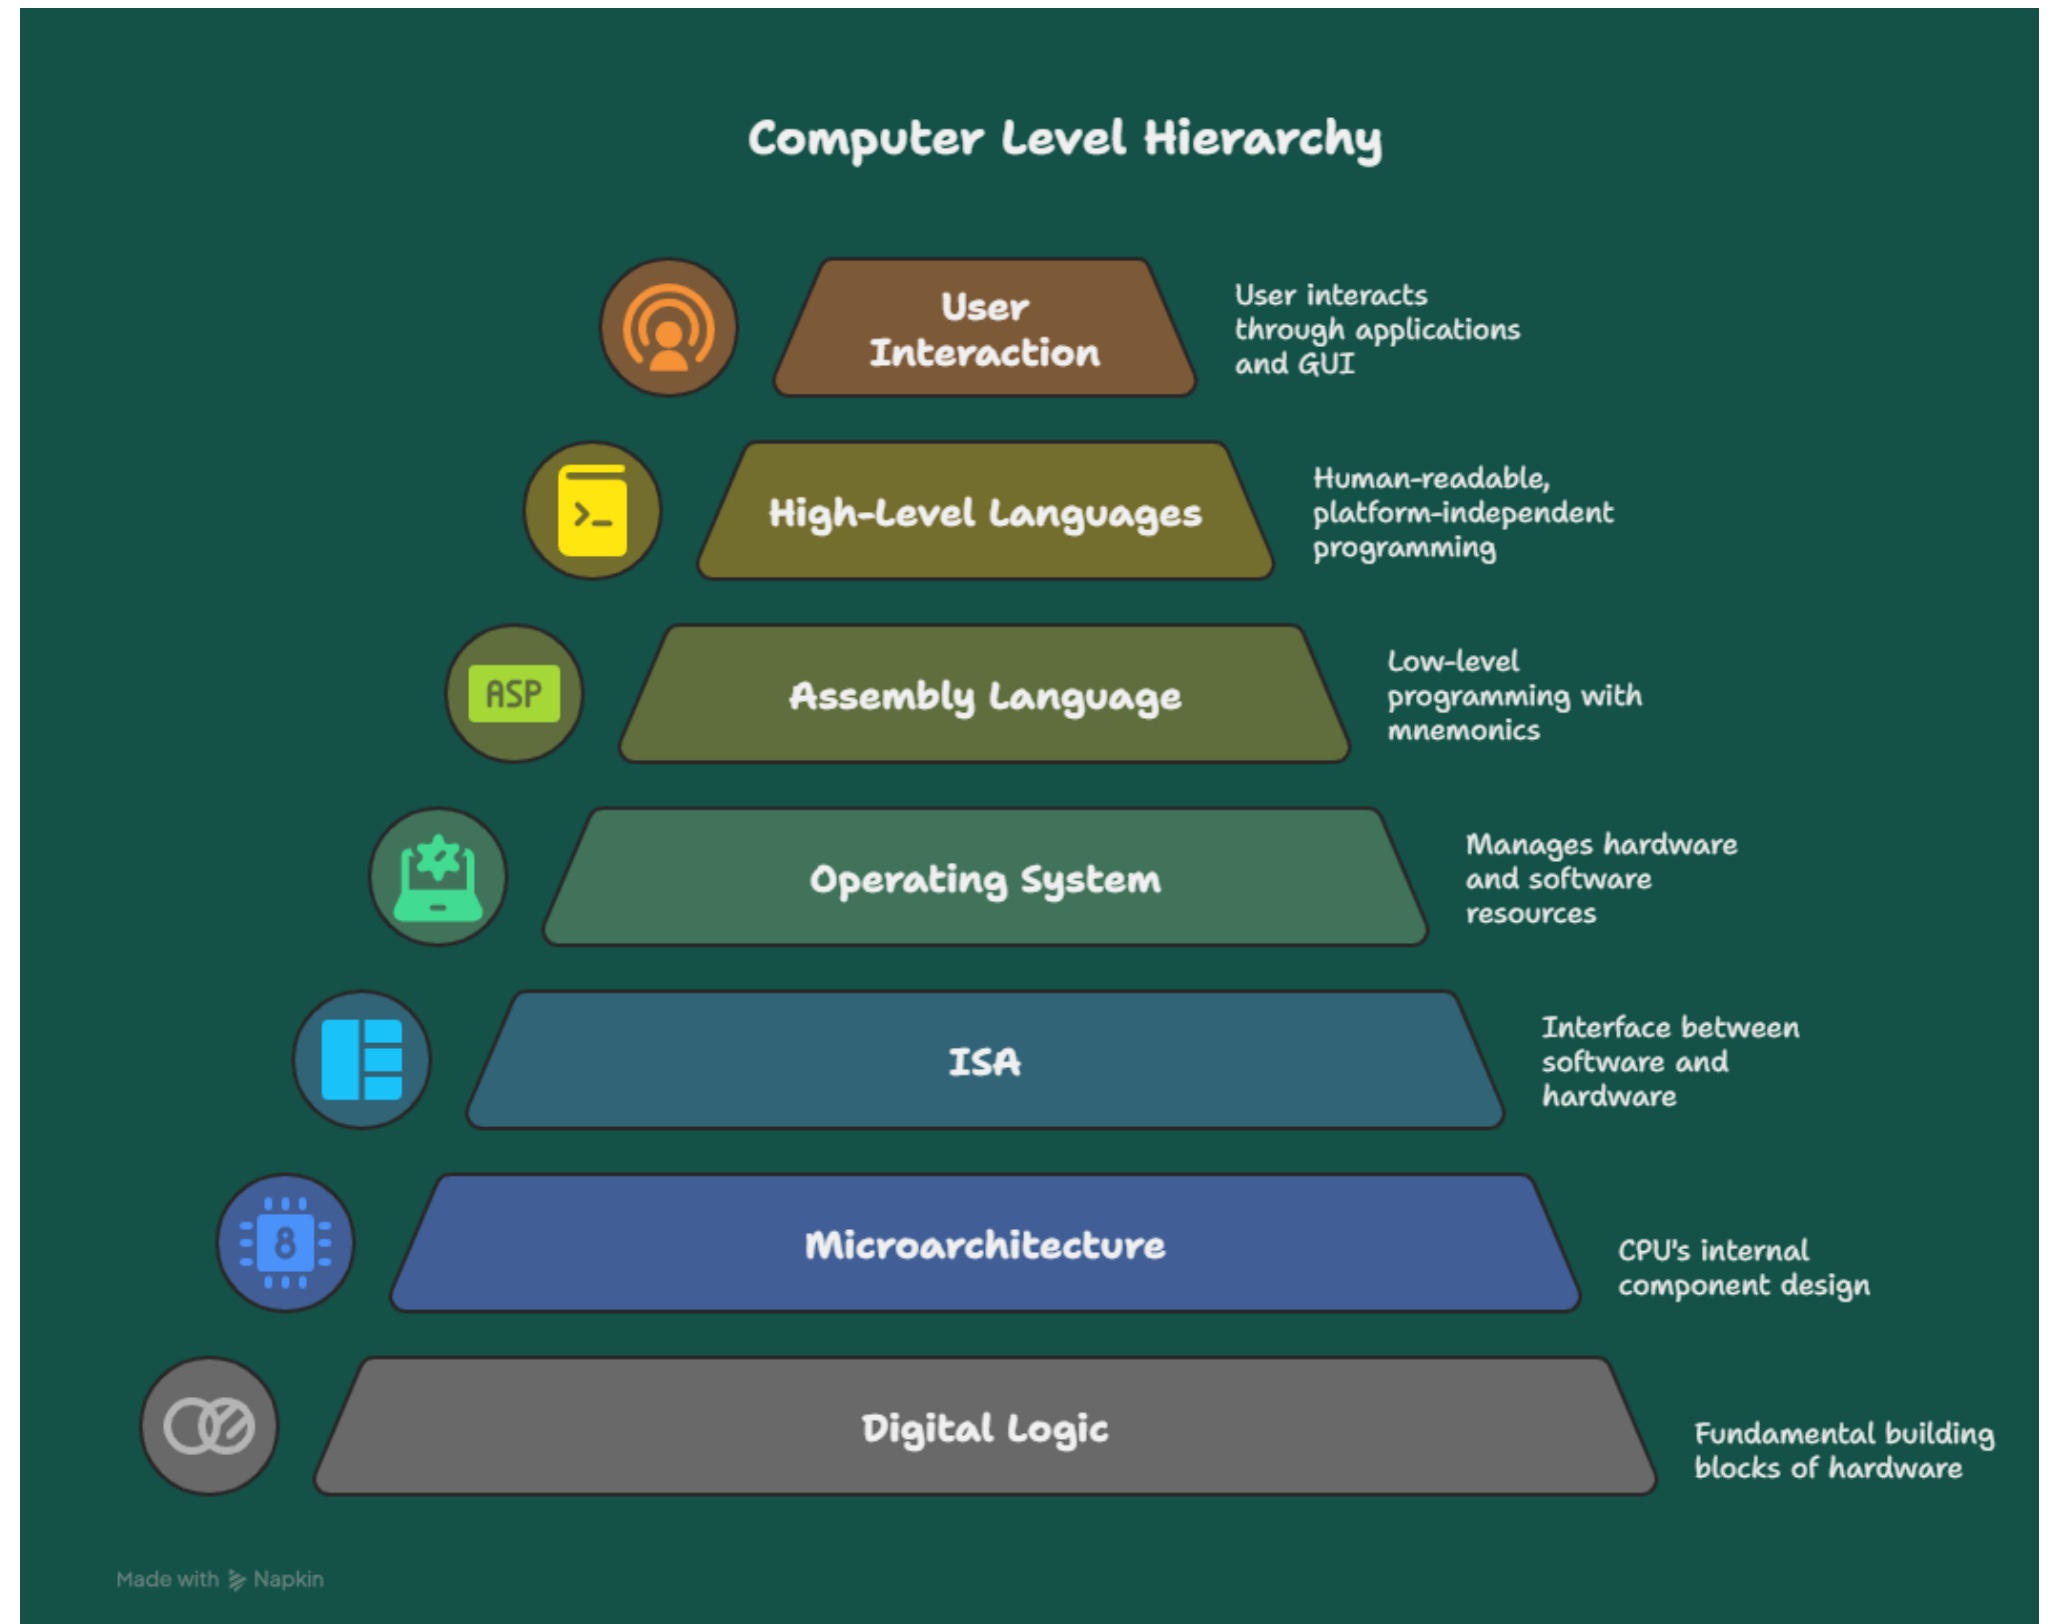 Computer Level Hierarchy
User
Interaction
User interacts
through applications
and GUI
High-Level Languages
Human-readable,
platform-independent
programming
ASP
Assembly Language
Low-level
programming with
mnemonics
Operating System
Manages hardware
and software
resources
ISA
Interface between
software and
hardware
8
Microarchitecture
CPU's internal
component design
Digital Logic
Fundamental building
blocks of hardware
Made with Napkin